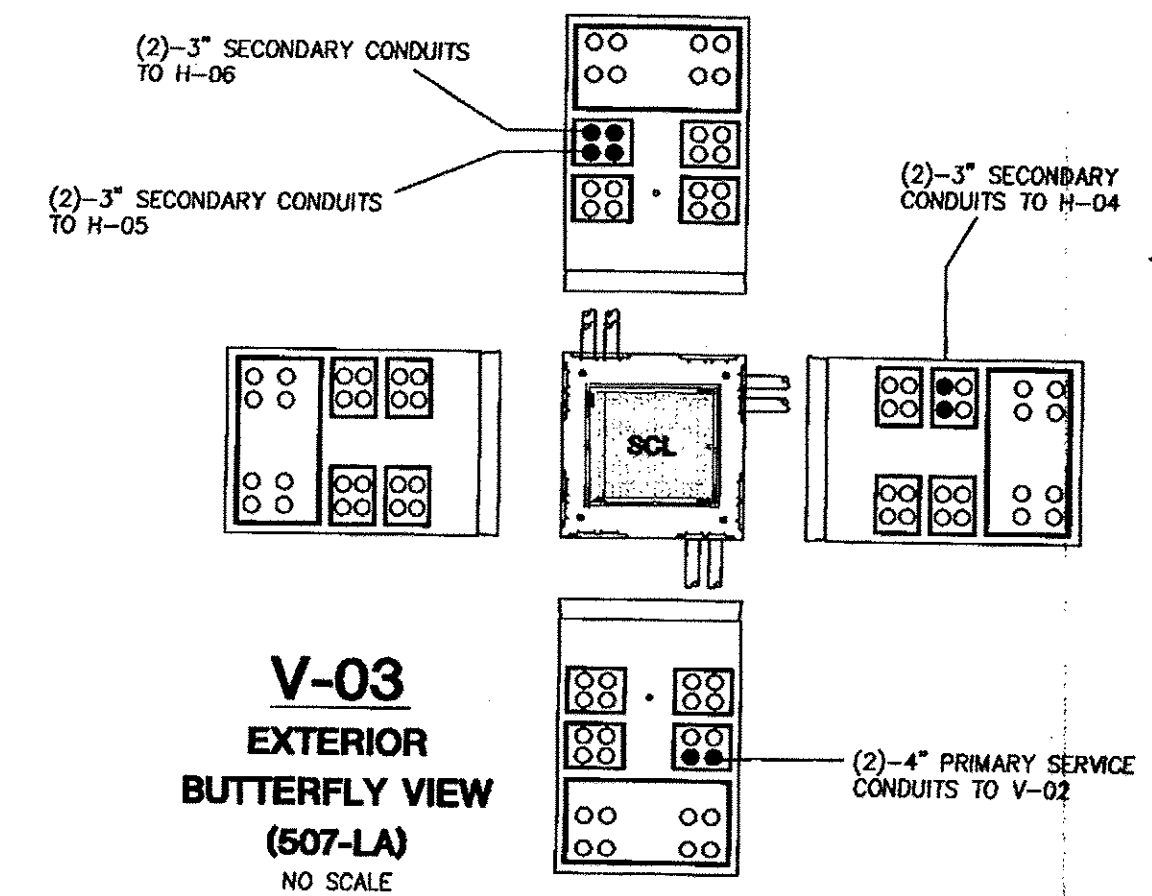 (2)-3" SECONDARY CONDUITS
TO H-06
(2)-3" SECONDARY CONDUITS
TO H-05
(2)-3" SECONDARY
CONDUITS TO H-04
SCL
V-03
EXTERIOR
BUTTERFLY VIEW
(507-LA)
NO SCALE
(2)-4" PRIMARY SERVICE
CONDUITS TO V-02